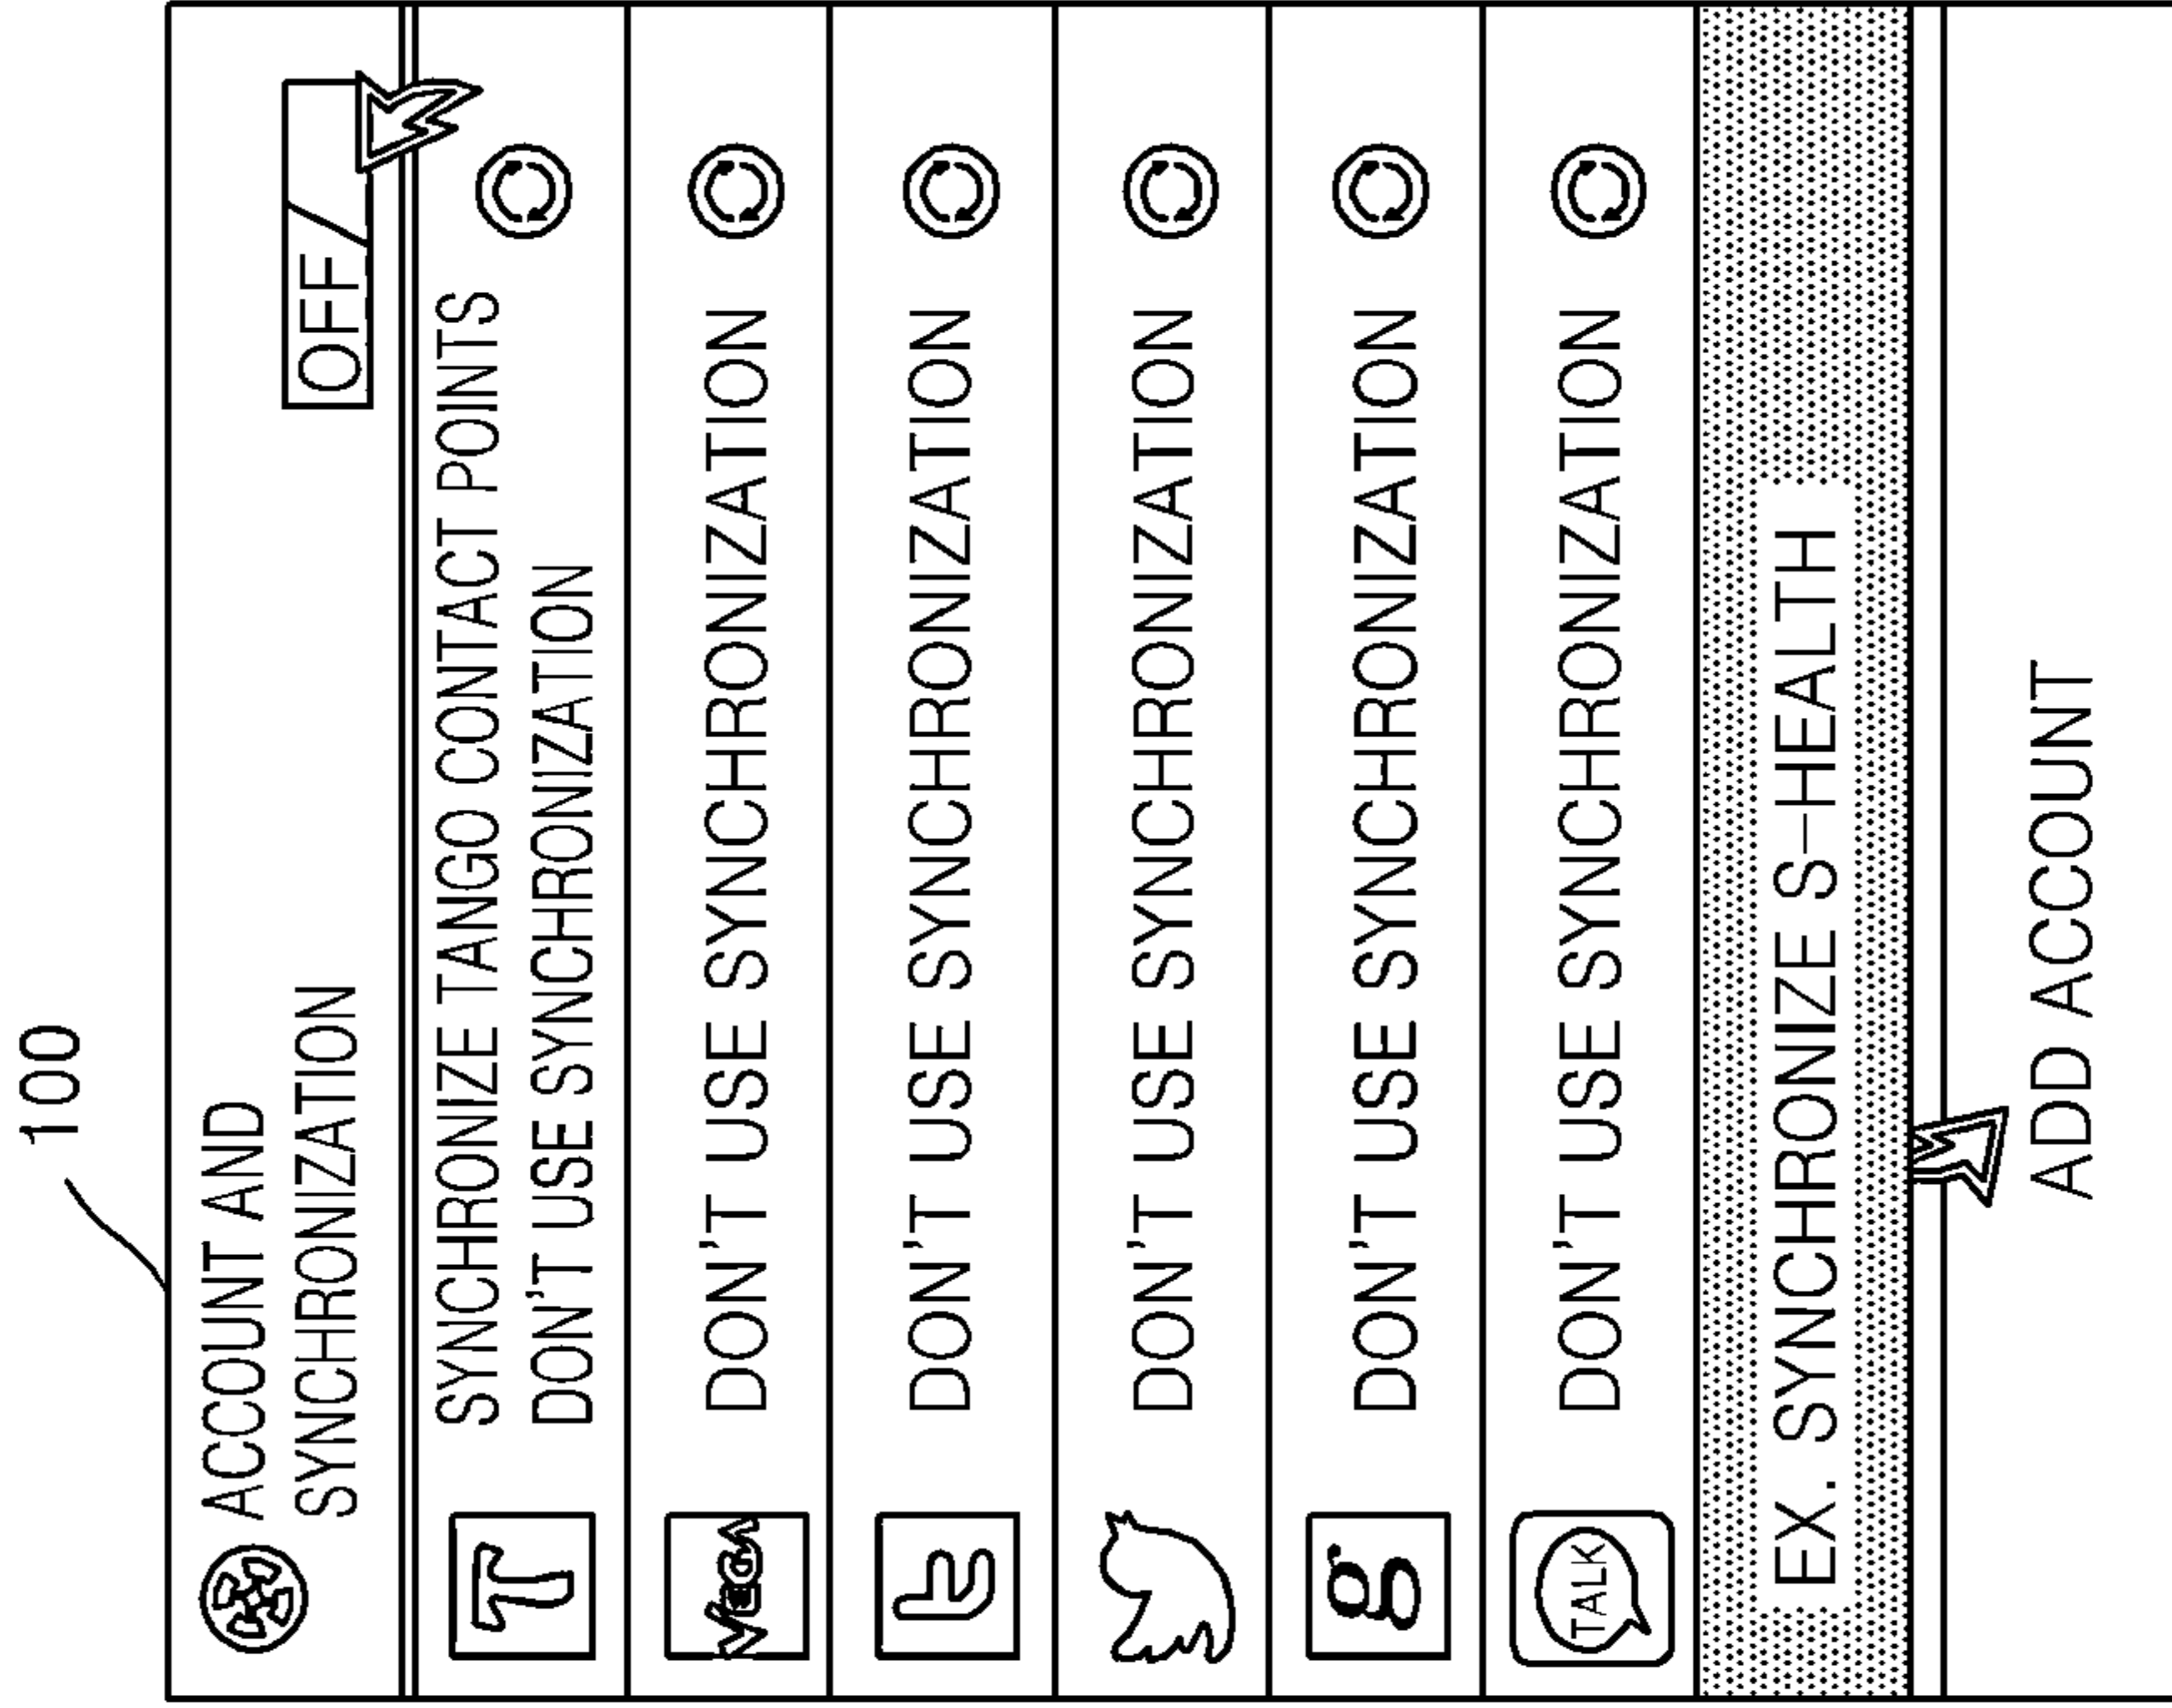 100
ACCOUNT AND
SYNCHRONIZATION
OFF
SYNCHRONIZE TANGO CONTACT POINTS
DON'T USE SYNCHRONIZATION
DON'T USE SYNCHRONIZATION
DON'T USE SYNCHRONIZATION
DON'T USE SYNCHRONIZATION
DON'T USE SYNCHRONIZATION
TALK
DON'T USE SYNCHRONIZATION
EX. SYNCHRONIZE S-HEALTH
ADD ACCOUNT
T
t
g